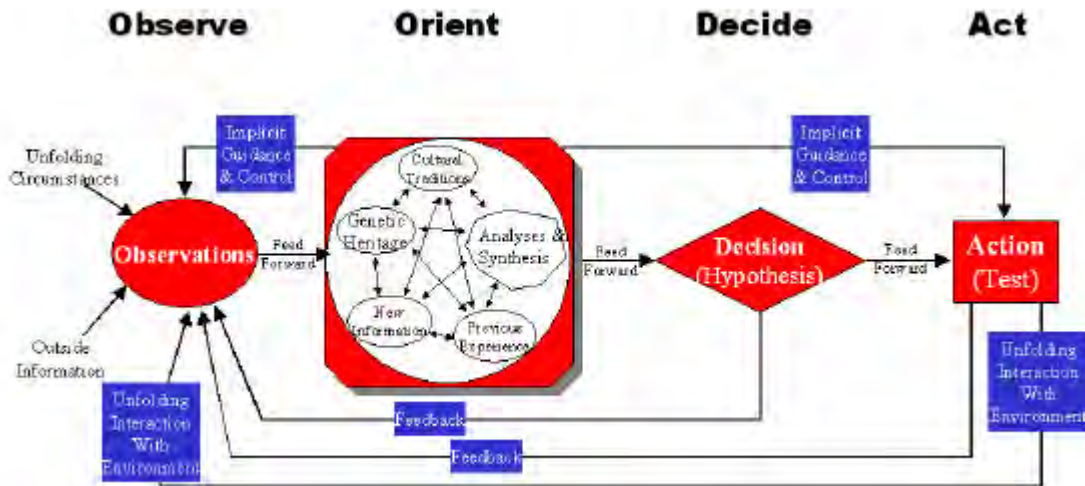 Observe Orient Decide Act
Implicit
Guidance
& Control
Implicit
Guidance
& Control
Unfolding
Circumstances
Cultural
Traditions
Genetic
Heritage
Analyses &
Synthesis
New
Information
Previous
Experience
Observations
Feed
Forward
Feed
Forward
Decision
(Hypothesis)
Feed
Forward
Action
(Test)
Outside
Information
Unfolding
Interaction
With
Environment
Unfolding
Interaction
With
Environment
Feedback
Feedback